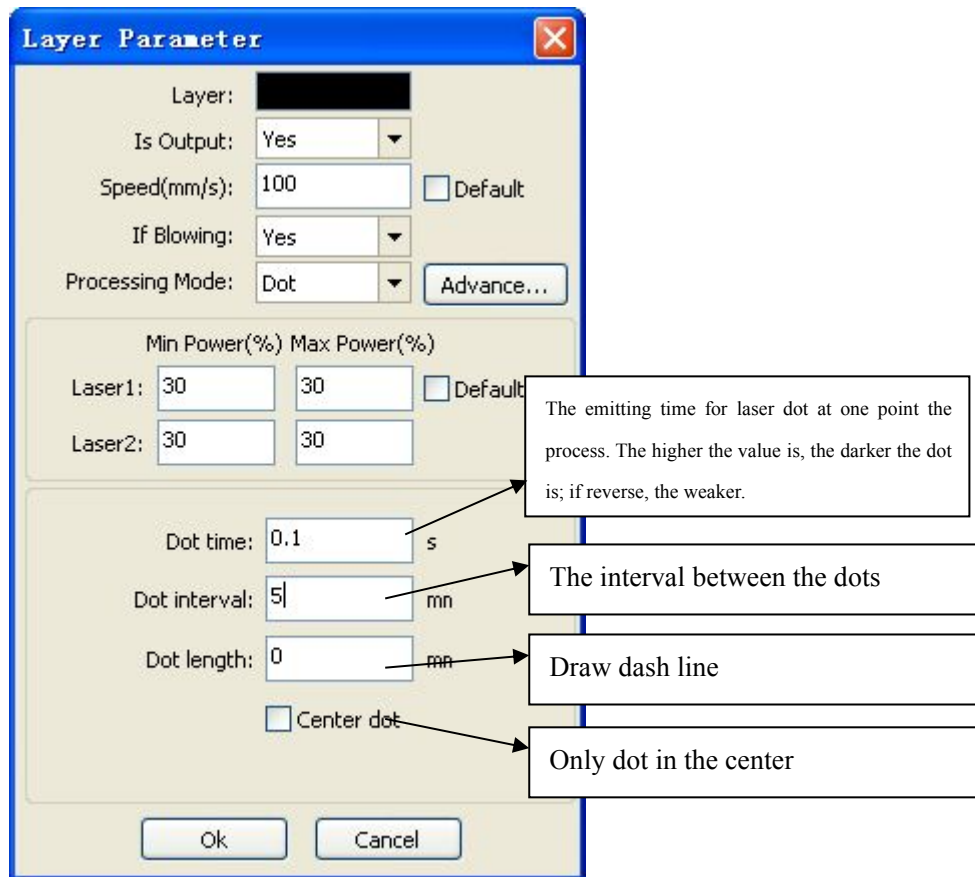 Layer Parameter
Layer:
Is Output: Yes
Speed(mm/s): 100 Default
If Blowing: Yes
Processing Mode: Dot Advance...
Min Power(%) Max Power(%)
Laser1: 30 30 Default
Laser2: 30 30
The emitting time for laser dot at one point the
process. The higher the value is, the darker the dot
is; if reverse, the weaker.
Dot time: 0.1 s
The interval between the dots
Dot interval: 5 mn
Dot length: 0 mn
Draw dash line
Center dot
Only dot in the center
Ok Cancel